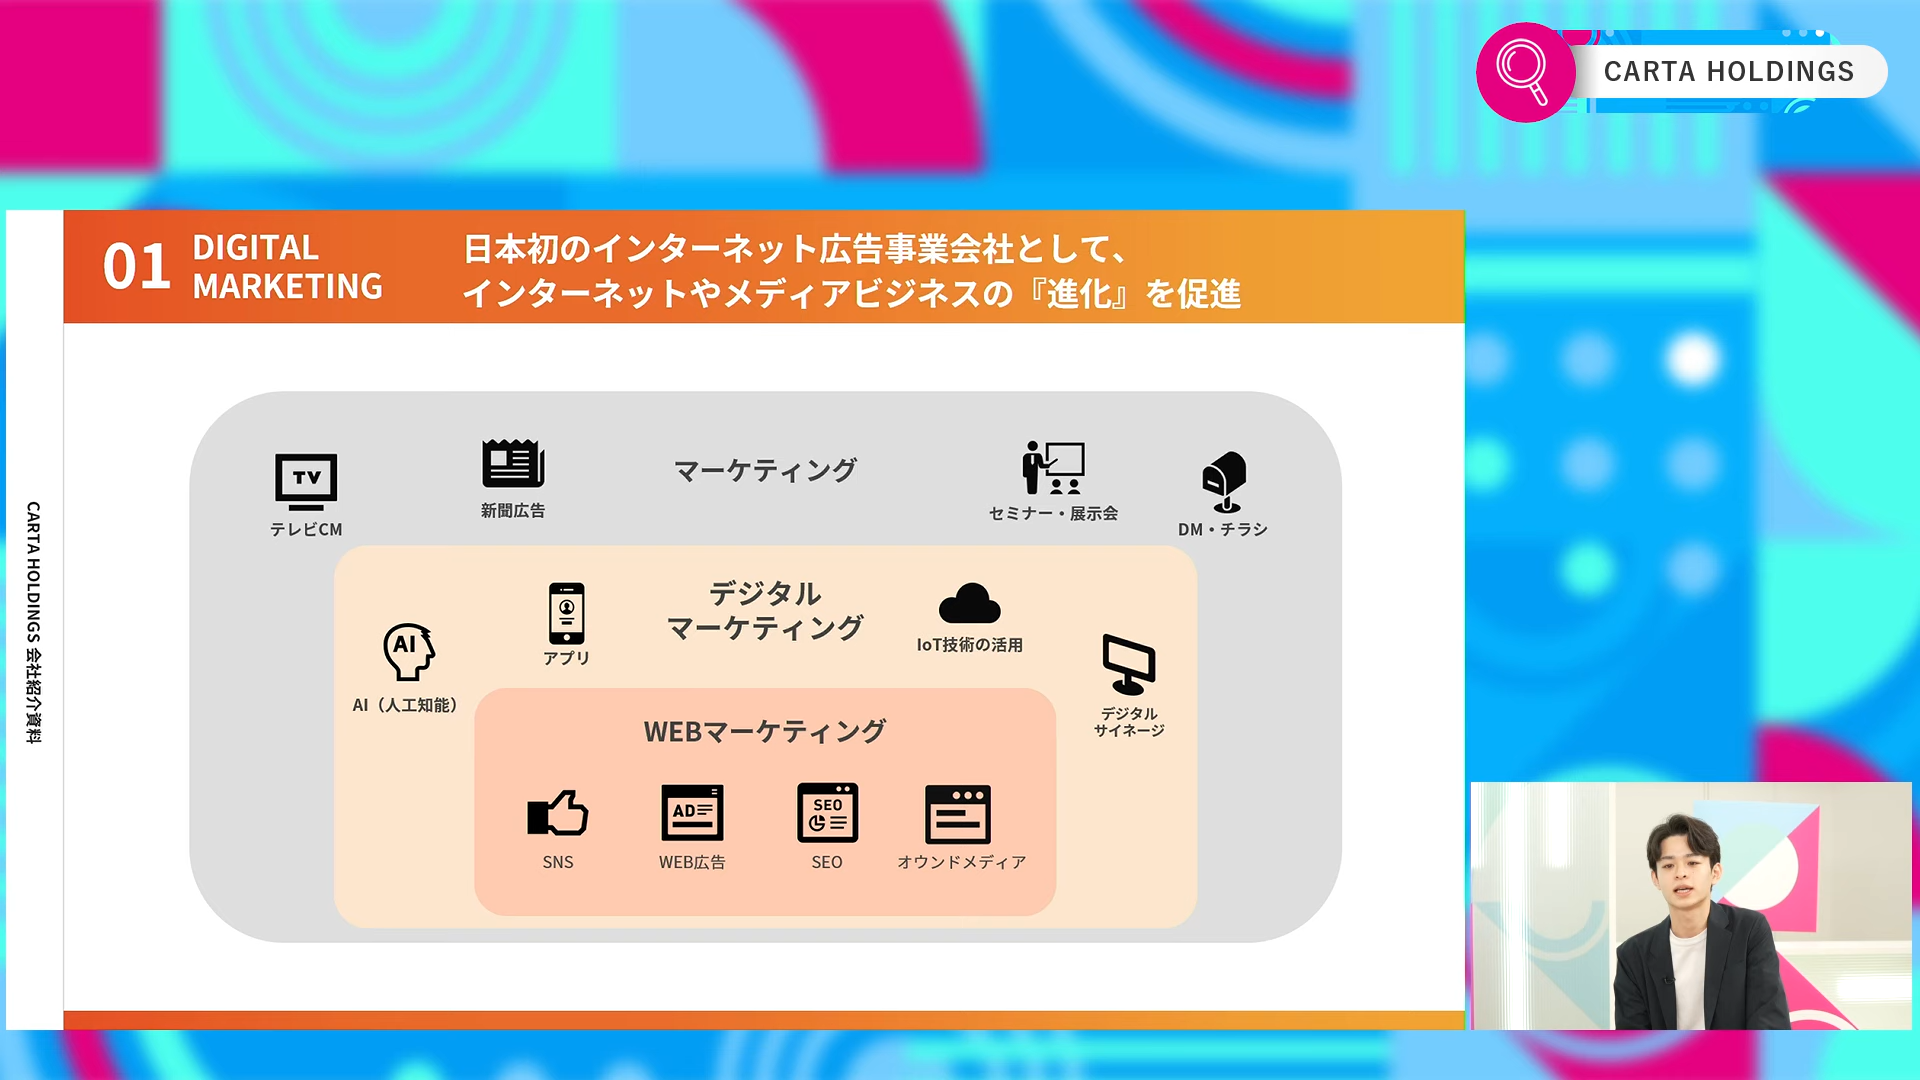 CARTA HOLDINGS
01
DIGITAL
MARKETING
日本初のインターネット広告事業会社として、
インターネットやメディアビジネスの『進化』を促進
CARTA HOLDINGS 会社紹介資料
マーケティング
TV
テレビCM
新聞広告
セミナー・展示会
DM・チラシ
デジタル
マーケティング
AI
AI（人工知能）
アプリ
IoT技術の活用
デジタル
サイネージ
WEBマーケティング
SNS
AD
WEB広告
SEO
SEO
オウンドメディア